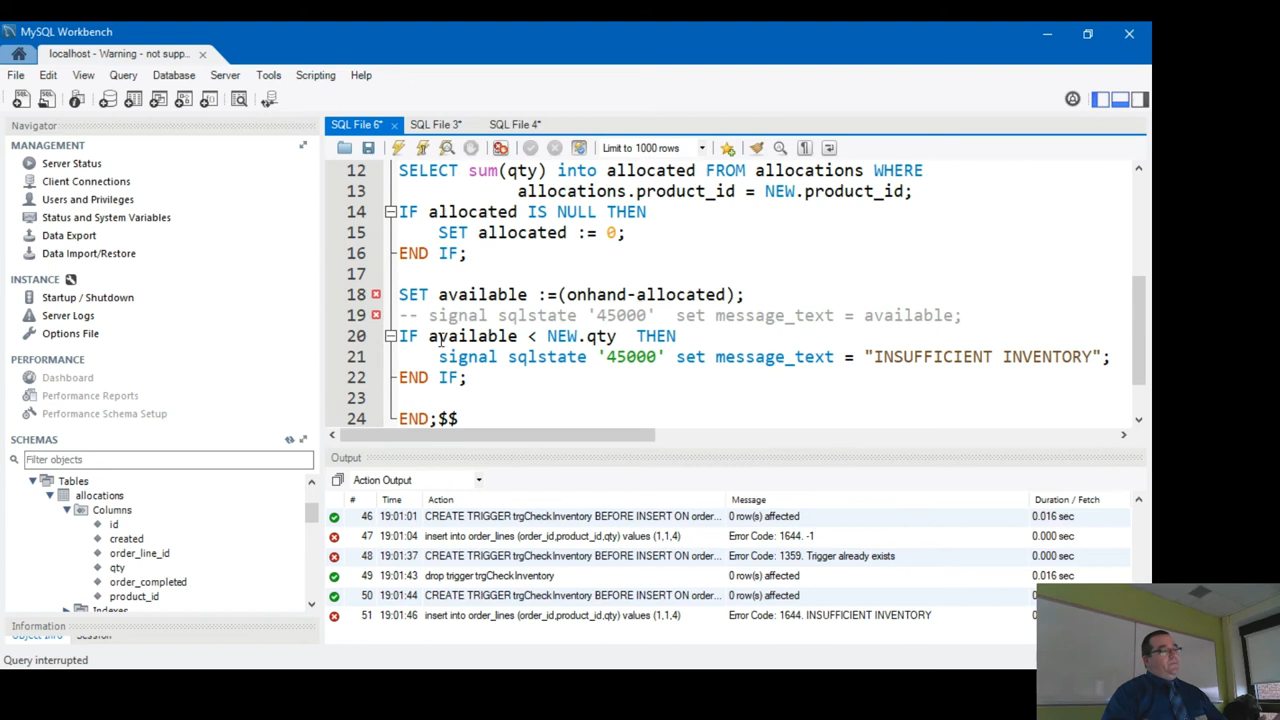 MySQL Workbench
localhost - Warning - not supp...
File Edit View Query Database Server Tools Scripting Help
Navigator
MANAGEMENT
Server Status
Client Connections
Users and Privileges
Status and System Variables
Data Export
Data Import/Restore
INSTANCE
Startup / Shutdown
Server Logs
Options File
PERFORMANCE
Dashboard
Performance Reports
Performance Schema Setup
SCHEMAS
Filter objects
Tables
allocations
Columns
id
created
order_line_id
qty
order_completed
product_id
Indexes
Information
Object Info Session
Query interrupted
SQL File 6* SQL File 3* SQL File 4*
Limit to 1000 rows
12 SELECT sum(qty) into allocated FROM allocations WHERE
13 allocations.product_id = NEW.product_id;
14 IF allocated IS NULL THEN
15 SET allocated := 0;
16 END IF;
17
18 SET available :=(onhand-allocated);
19 -- signal sqlstate '45000' set message_text = available;
20 IF available < NEW.qty THEN
21 signal sqlstate '45000' set message_text = "INSUFFICIENT INVENTORY";
22 END IF;
23
24 END;$$
Output
Action Output
# Time Action Message Duration / Fetch
46 19:01:01 CREATE TRIGGER trgCheckInventory BEFORE INSERT ON order... 0 row(s) affected 0.016 sec
47 19:01:04 insert into order_lines (order_id,product_id,qty) values (1,1,4) Error Code: 1644. -1 0.000 sec
48 19:01:37 CREATE TRIGGER trgCheckInventory BEFORE INSERT ON order... Error Code: 1359. Trigger already exists 0.000 sec
49 19:01:43 drop trigger trgCheckInventory 0 row(s) affected 0.016 sec
50 19:01:44 CREATE TRIGGER trgCheckInventory BEFORE INSERT ON order... 0 row(s) affected 0.000 sec
51 19:01:46 insert into order_lines (order_id,product_id,qty) values (1,1,4) Error Code: 1644. INSUFFICIENT INVENTORY 0.000 sec